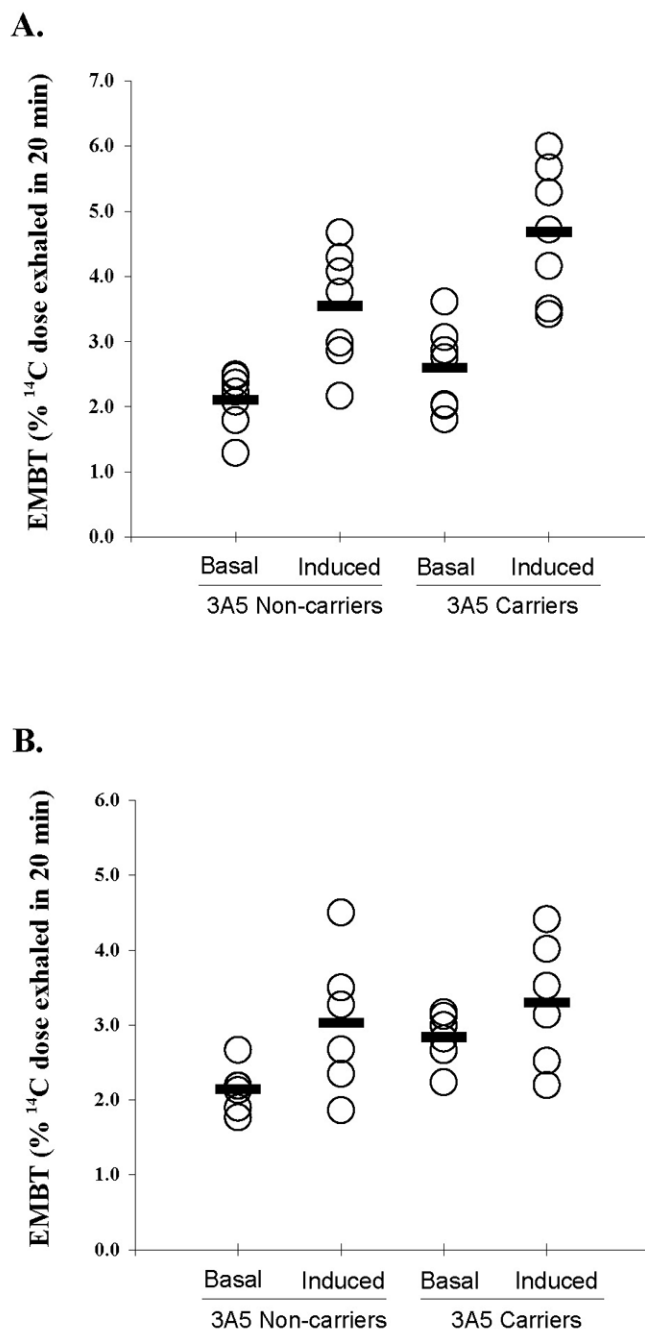 A.
EMBT (% ¹⁴C dose exhaled in 20 min)
7.0
6.0
5.0
4.0
3.0
2.0
1.0
0.0
Basal Induced Basal Induced
3A5 Non-carriers 3A5 Carriers
B.
EMBT (% ¹⁴C dose exhaled in 20 min)
6.0
5.0
4.0
3.0
2.0
1.0
0.0
Basal Induced Basal Induced
3A5 Non-carriers 3A5 Carriers